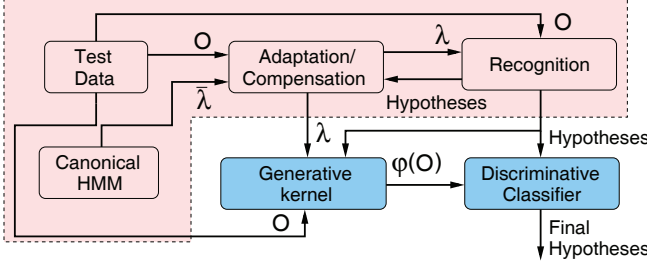 O
Test
Data
O
Adaptation/
Compensation
λ
Recognition
λ̄
Hypotheses
Canonical
HMM
λ
Hypotheses
Generative
kernel
φ(O)
Discriminative
Classifier
O
Final
Hypotheses